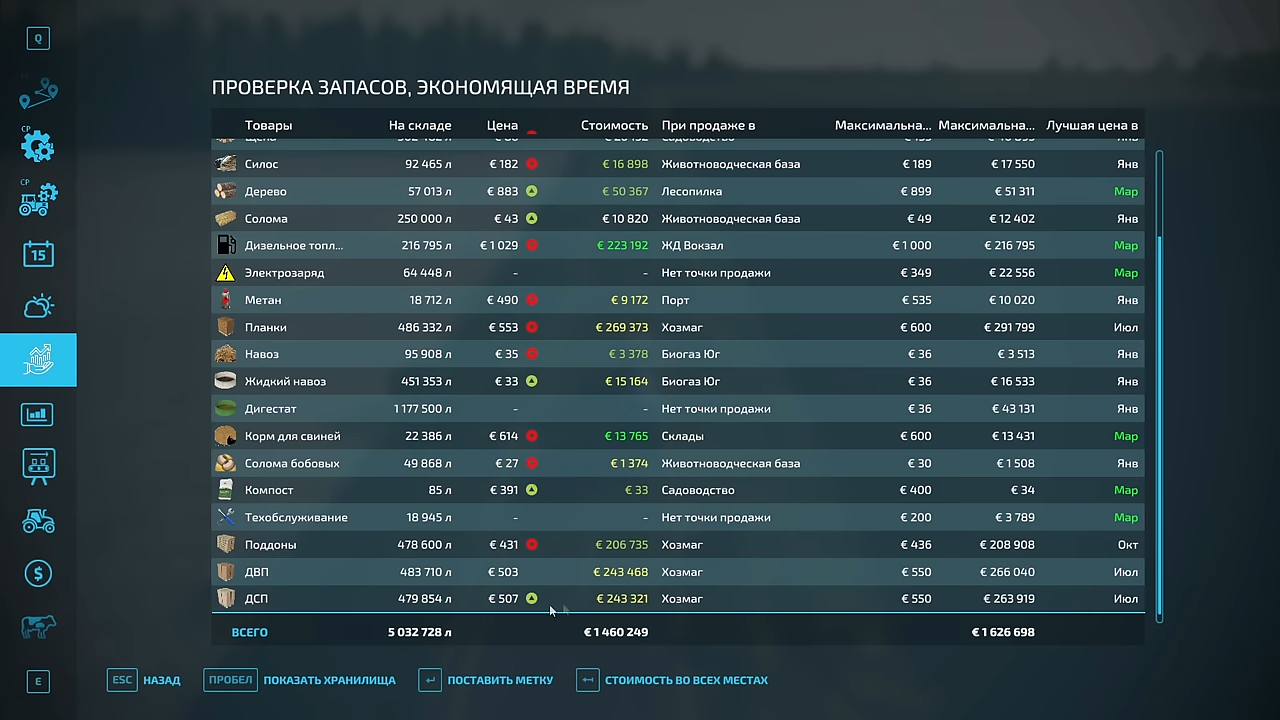 Q
ПРОВЕРКА ЗАПАСОВ, ЭКОНОМЯЩАЯ ВРЕМЯ
Товары На складе Цена Стоимость При продаже в Максимальна... Максимальна... Лучшая цена в
Силос 92 465 л € 182 € 16 898 Животноводческая база € 189 € 17 550 Янв
Дерево 57 013 л € 883 € 50 367 Лесопилка € 899 € 51 311 Мар
Солома 250 000 л € 43 € 10 820 Животноводческая база € 49 € 12 402 Янв
Дизельное топл... 216 795 л € 1 029 € 223 192 ЖД Вокзал € 1 000 € 216 795 Мар
Электрозаряд 64 448 л - - Нет точки продажи € 349 € 22 556 Мар
Метан 18 712 л € 490 € 9 172 Порт € 535 € 10 020 Янв
Планки 486 332 л € 553 € 269 373 Хозмаг € 600 € 291 799 Июл
Навоз 95 908 л € 35 € 3 378 Биогаз Юг € 36 € 3 513 Янв
Жидкий навоз 451 353 л € 33 € 15 164 Биогаз Юг € 36 € 16 533 Янв
Дигестат 1 177 500 л - - Нет точки продажи € 36 € 43 131 Янв
Корм для свиней 22 386 л € 614 € 13 765 Склады € 600 € 13 431 Мар
Солома бобовых 49 868 л € 27 € 1 374 Животноводческая база € 30 € 1 508 Янв
Компост 85 л € 391 € 33 Садоводство € 400 € 34 Мар
Техобслуживание 18 945 л - - Нет точки продажи € 200 € 3 789 Мар
Поддоны 478 600 л € 431 € 206 735 Хозмаг € 436 € 208 908 Окт
ДВП 483 710 л € 503 € 243 468 Хозмаг € 550 € 266 040 Июл
ДСП 479 854 л € 507 € 243 321 Хозмаг € 550 € 263 919 Июл
ВСЕГО 5 032 728 л € 1 460 249 € 1 626 698
CP
CP
15
$
E
ESC НАЗАД ПРОБЕЛ ПОКАЗАТЬ ХРАНИЛИЩА ПОСТАВИТЬ МЕТКУ СТОИМОСТЬ ВО ВСЕХ МЕСТАХ